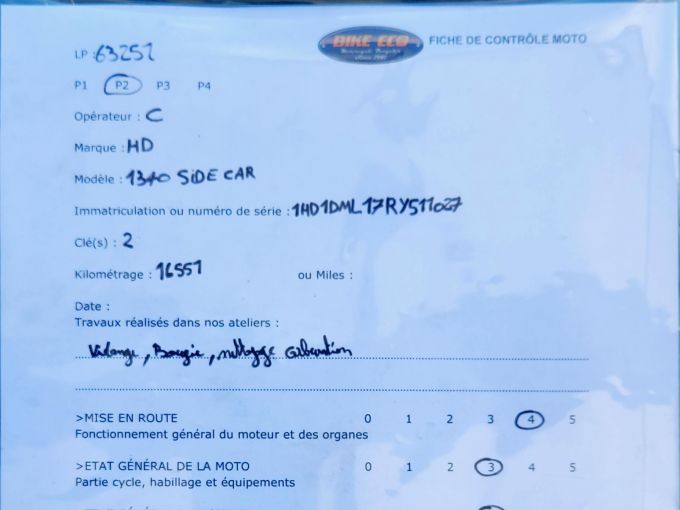 BIKE ECO
FICHE DE CONTRÔLE MOTO
LP : 63251
P1 P2 P3 P4
Opérateur : C
Marque : HD
Modèle : 1340 SIDE CAR
Immatriculation ou numéro de série : 1HD1DML17RY511027
Clé(s) : 2
Kilométrage : 16551 ou Miles :
Date :
Travaux réalisés dans nos ateliers :
Vidange, Bougie, nettoyage carburation
>MISE EN ROUTE 0 1 2 3 4 5
Fonctionnement général du moteur et des organes
>ETAT GÉNÉRAL DE LA MOTO 0 1 2 3 4 5
Partie cycle, habillage et équipements